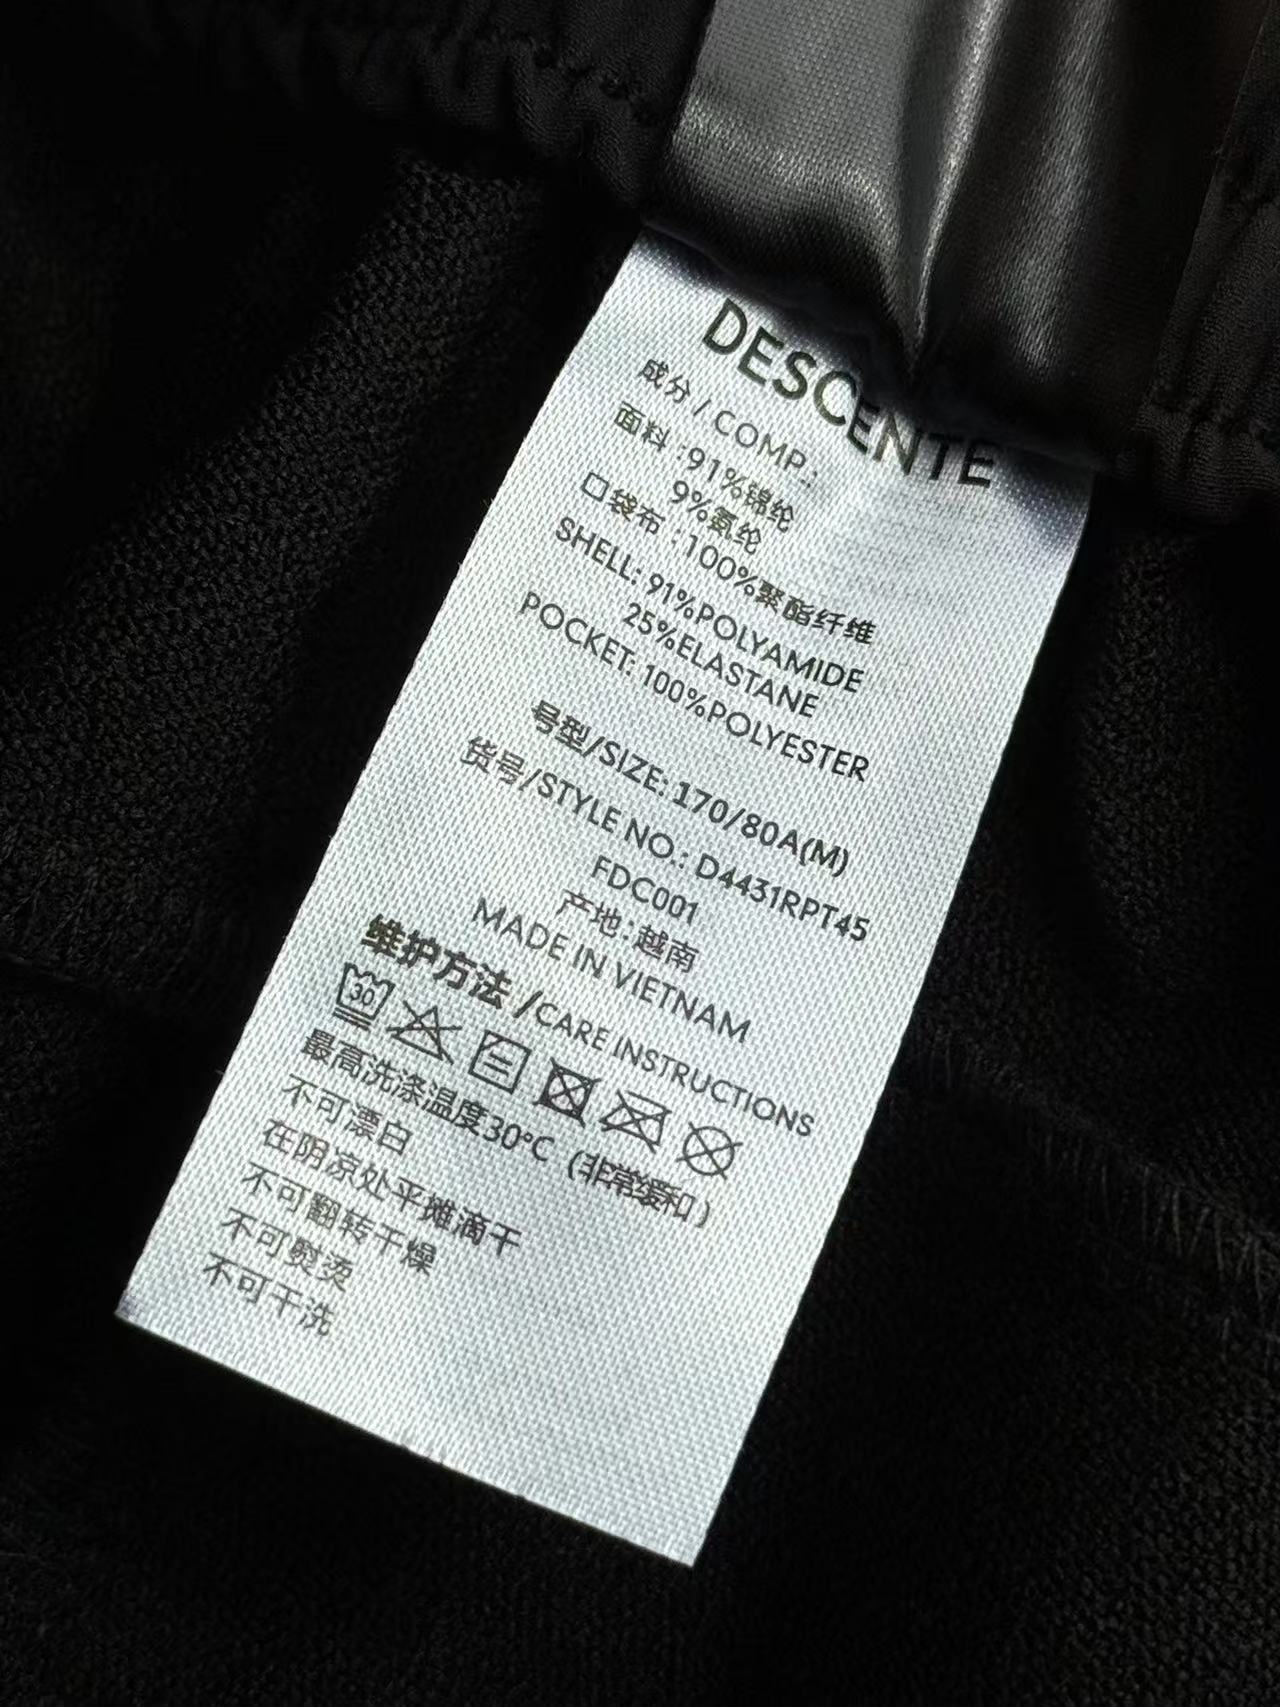 DESCENTE
成分 / COMP.:
面料 :91%锦纶
9%氨纶
口袋布 :100%聚酯纤维
SHELL: 91%POLYAMIDE
25%ELASTANE
POCKET: 100%POLYESTER
号型/SIZE: 170/80A(M)
货号/STYLE NO.: D4431RPT45
FDC001
产地:越南
MADE IN VIETNAM
维护方法 /CARE INSTRUCTIONS
30
最高洗涤温度30°C (非常缓和)
不可漂白
在阴凉处平摊滴干
不可翻转干燥
不可熨烫
不可干洗